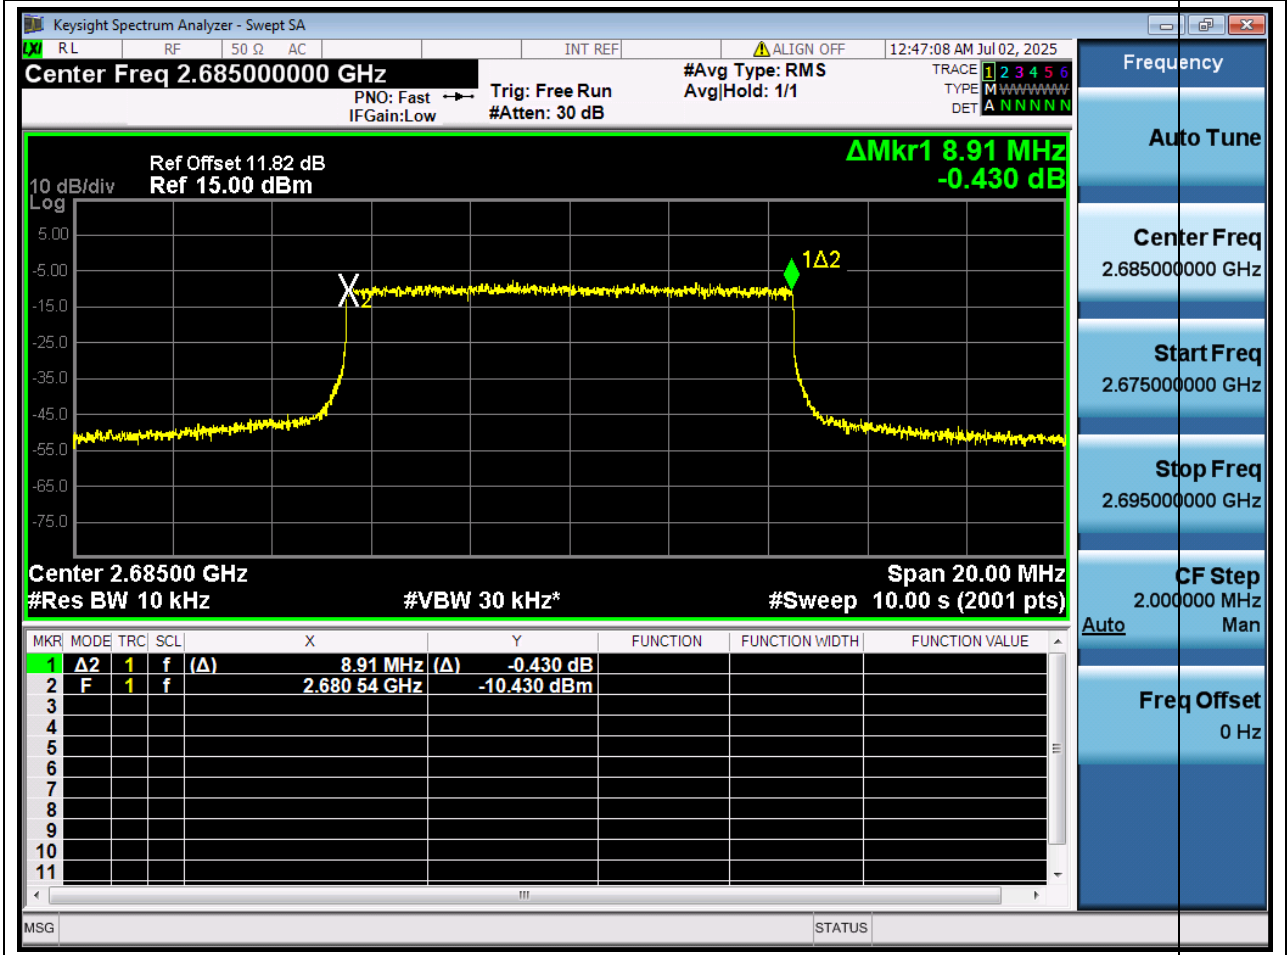 Keysight Spectrum Analyzer - Swept SA
LXI RL RF 50 Ω AC INT REF ALIGN OFF 12:47:08 AM Jul 02, 2025
Center Freq 2.685000000 GHz
PNO: Fast
IFGain:Low
Trig: Free Run
#Atten: 30 dB
#Avg Type: RMS
Avg|Hold: 1/1
TRACE 1 2 3 4 5 6
TYPE M WWWWW
DET A N N N N N
Ref Offset 11.82 dB
10 dB/div Ref 15.00 dBm
Log
ΔMkr1 8.91 MHz
-0.430 dB
5.00
-5.00
-15.0
-25.0
-35.0
-45.0
-55.0
-65.0
-75.0
1Δ2
X2
Center 2.68500 GHz Span 20.00 MHz
#Res BW 10 kHz #VBW 30 kHz* #Sweep 10.00 s (2001 pts)
MKR MODE TRC SCL X Y FUNCTION FUNCTION WIDTH FUNCTION VALUE
1 Δ2 1 f (Δ) 8.91 MHz (Δ) -0.430 dB
2 F 1 f 2.680 54 GHz -10.430 dBm
3
4
5
6
7
8
9
10
11
MSG STATUS
Frequency
Auto Tune
Center Freq
2.685000000 GHz
Start Freq
2.675000000 GHz
Stop Freq
2.695000000 GHz
CF Step
2.000000 MHz
Auto Man
Freq Offset
0 Hz